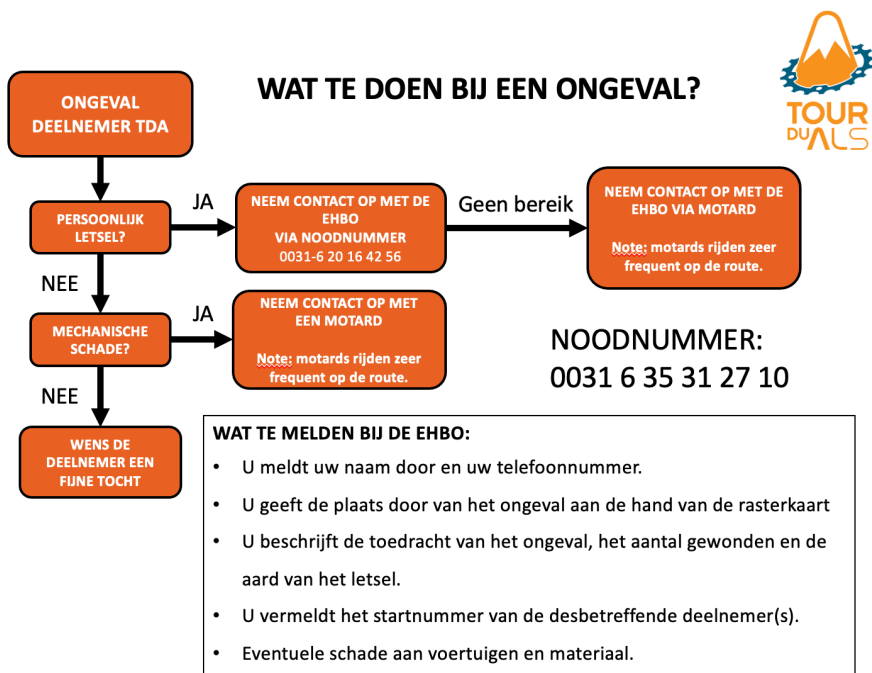 WAT TE DOEN BIJ EEN ONGEVAL?
TOUR
DU ALS
ONGEVAL
DEELNEMER TDA
PERSOONLIJK
LETSEL?
JA
NEEM CONTACT OP MET DE
EHBO
VIA NOODNUMMER
0031-6 20 16 42 56
Geen bereik
NEEM CONTACT OP MET DE
EHBO VIA MOTARD
Note: motards rijden zeer
frequent op de route.
NEE
MECHANISCHE
SCHADE?
JA
NEEM CONTACT OP MET
EEN MOTARD
Note: motards rijden zeer
frequent op de route.
NOODNUMMER:
0031 6 35 31 27 10
NEE
WENS DE
DEELNEMER EEN
FIJNE TOCHT
WAT TE MELDEN BIJ DE EHBO:
• U meldt uw naam door en uw telefoonnummer.
• U geeft de plaats door van het ongeval aan de hand van de rasterkaart
• U beschrijft de toedracht van het ongeval, het aantal gewonden en de
aard van het letsel.
• U vermeldt het startnummer van de desbetreffende deelnemer(s).
• Eventuele schade aan voertuigen en materiaal.